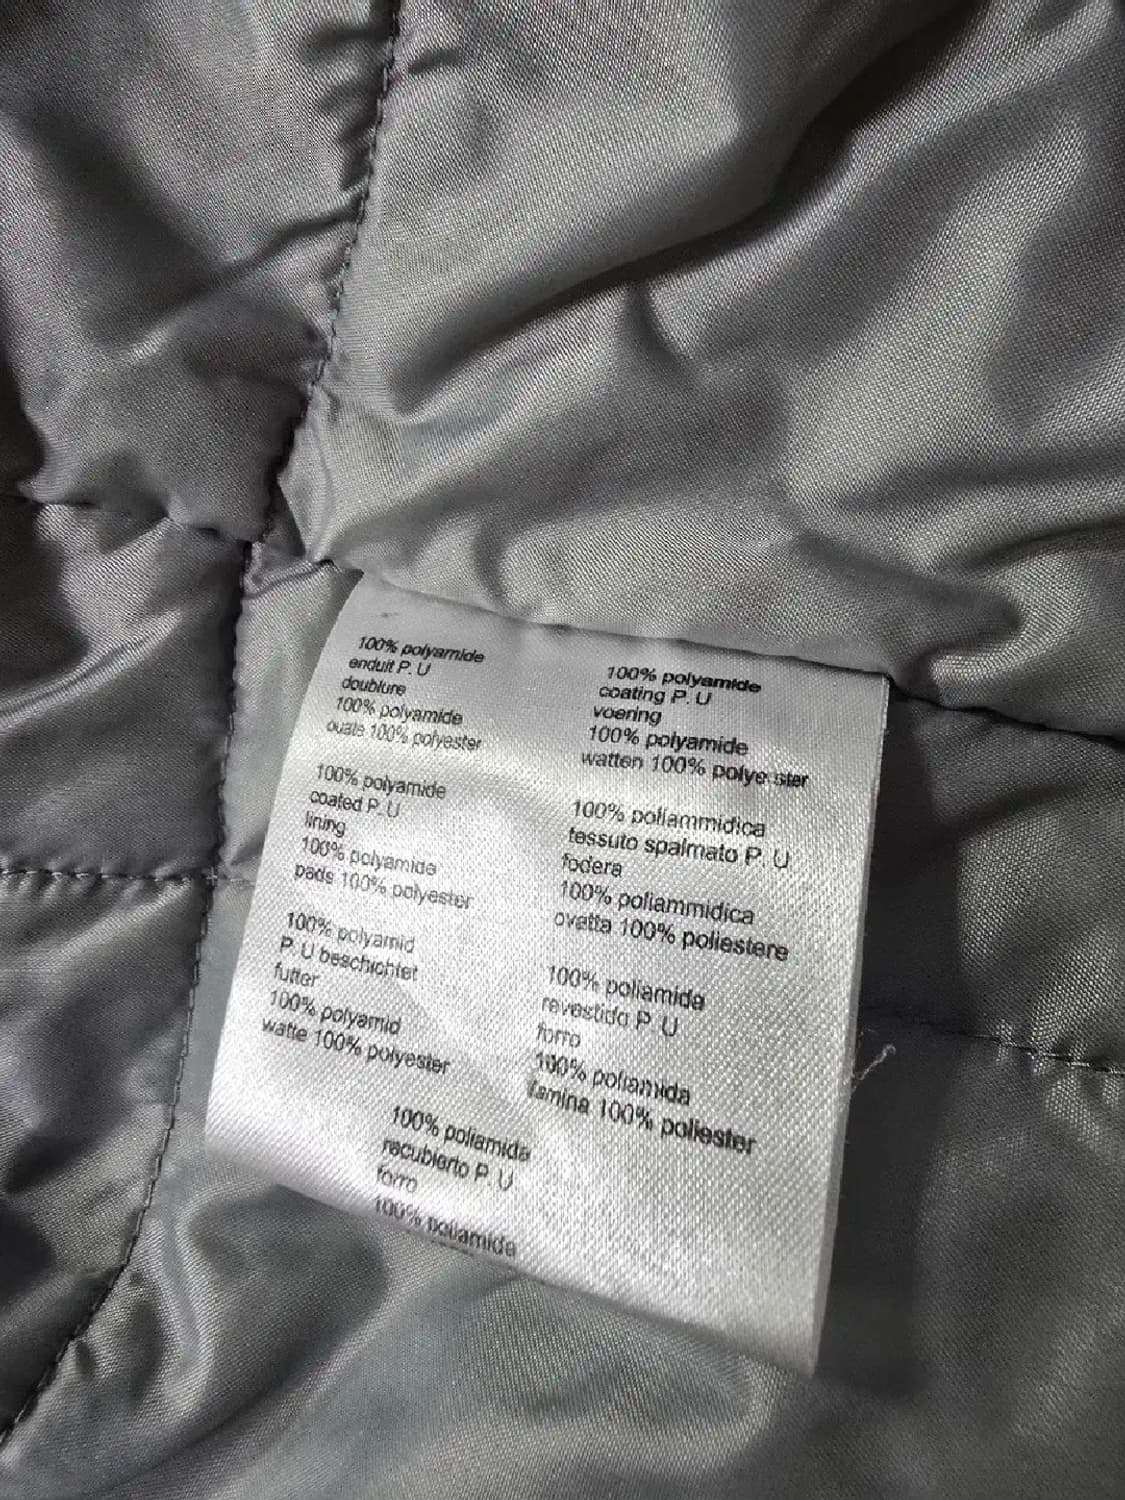 100% polyamide
enduit P. U
doublure
100% polyamide
ouate 100% polyester
100% polyamide
coated P. U
lining
100% polyamide
pads 100% polyester
100% polyamid
P. U beschichtet
futter
100% polyamid
watte 100% polyester
100% polyamide
coating P. U
voering
100% polyamide
watten 100% polye ster
100% poliammidica
tessuto spalmato P. U
fodera
100% poliammidica
ovatta 100% poliestere
100% poliamida
revestido P. U
forro
100% poliamida
lamina 100% poliester
100% poliamida
recubierto P. U
forro
100% poliamida